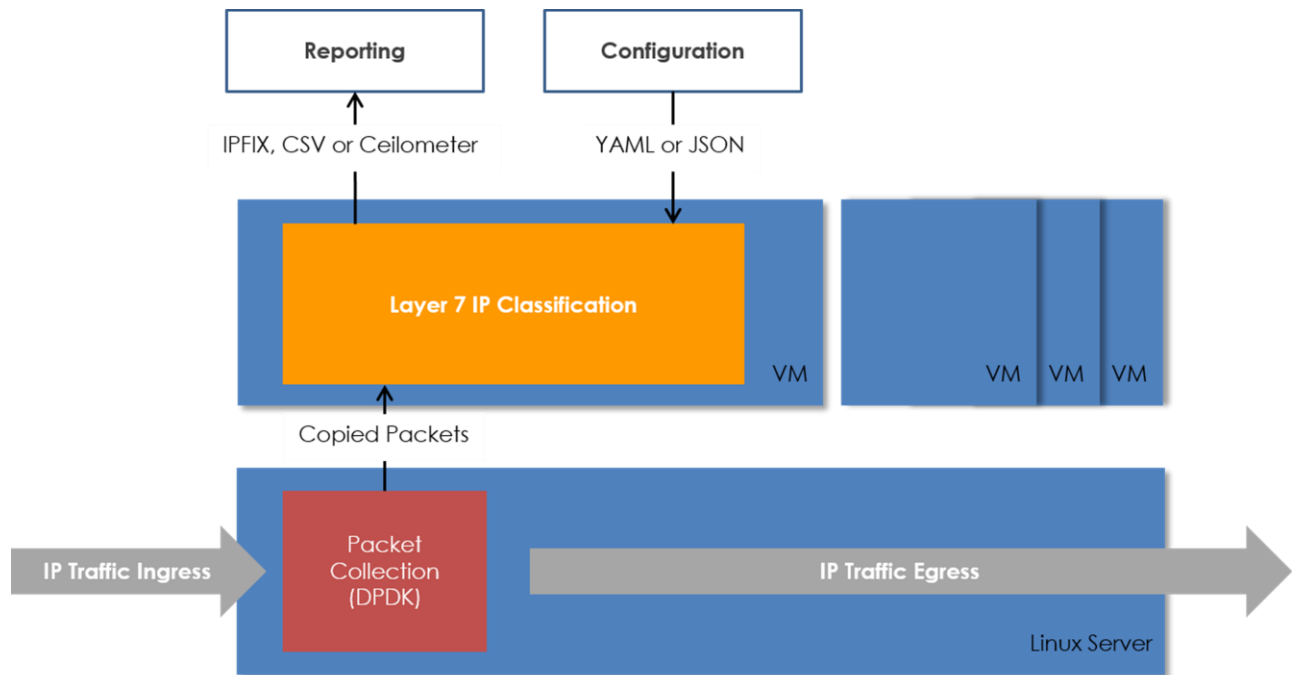 Reporting
Configuration
IPFIX, CSV or Ceilometer
YAML or JSON
Layer 7 IP Classification
VM
VM
VM
VM
Copied Packets
Packet
Collection
(DPDK)
IP Traffic Ingress
IP Traffic Egress
Linux Server